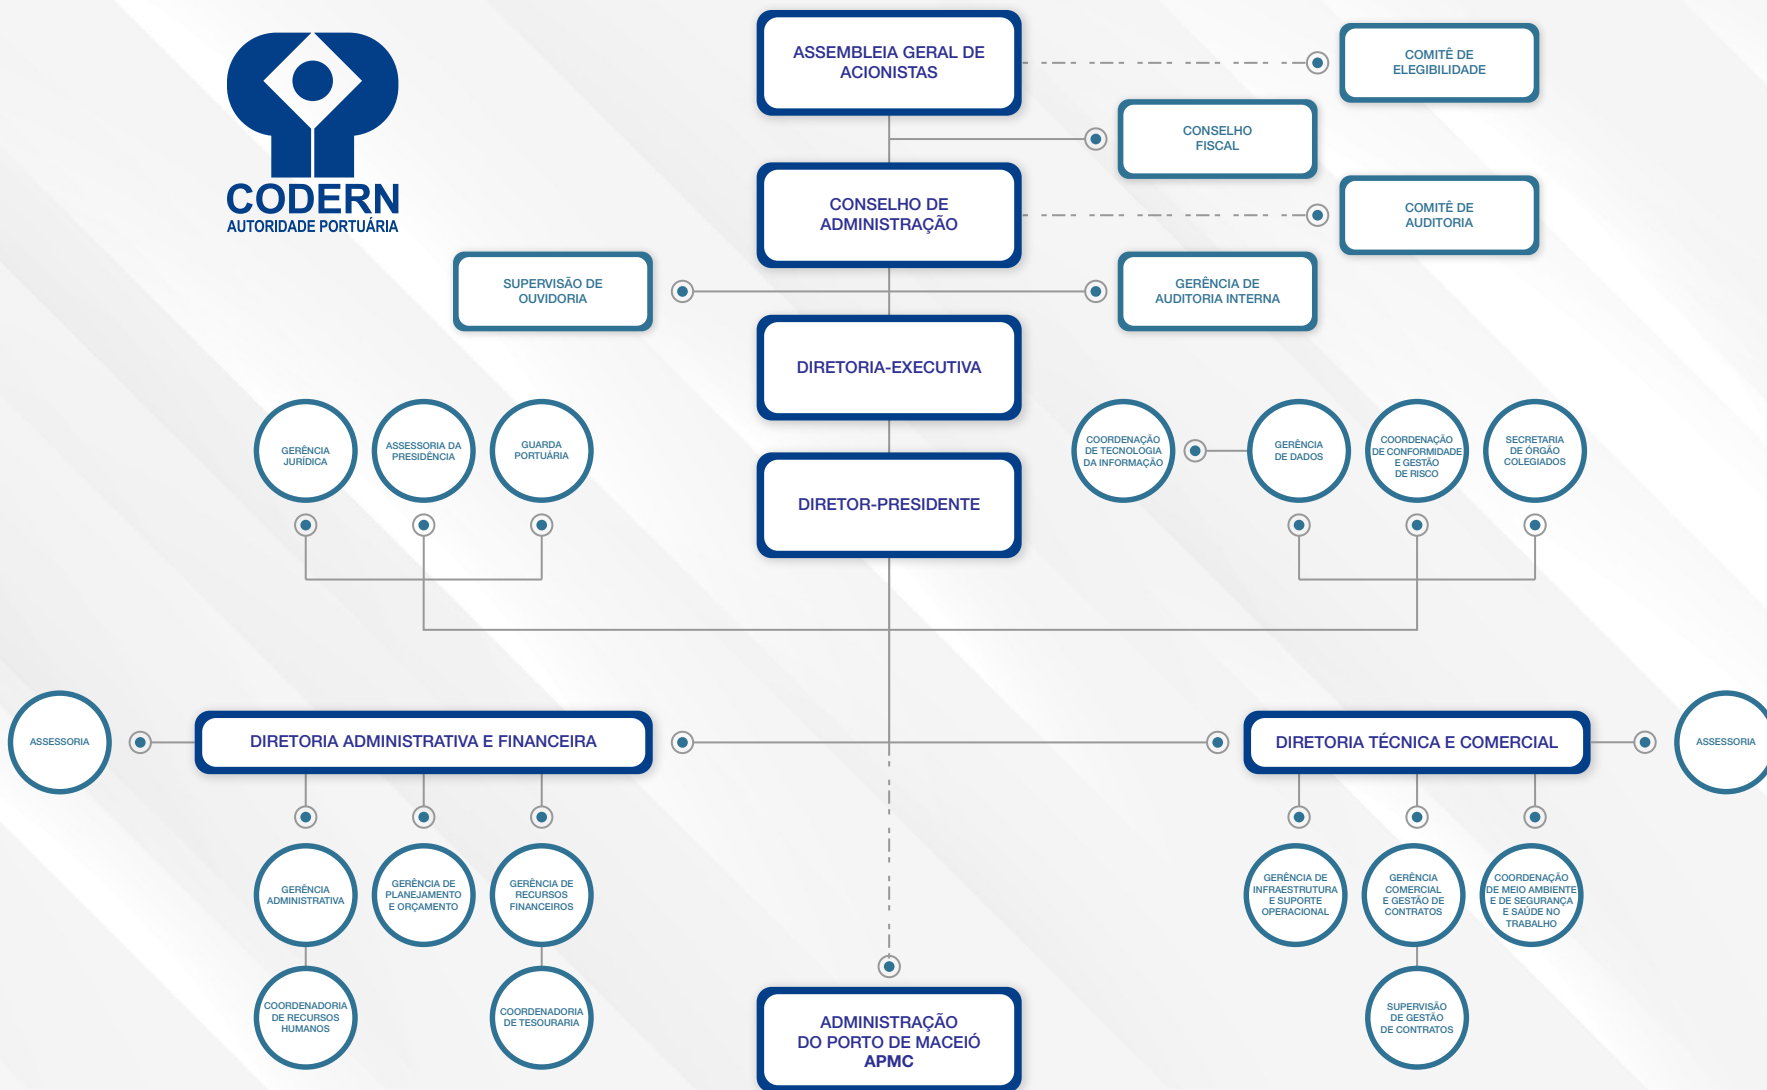 ASSEMBLEIA GERAL DE
ACIONISTAS
COMITÊ DE
ELEGIBILIDADE
CONSELHO
FISCAL
CODERN
AUTORIDADE PORTUÁRIA
CONSELHO DE
ADMINISTRAÇÃO
COMITÊ DE
AUDITORIA
SUPERVISÃO DE
OUVIDORIA
GERÊNCIA DE
AUDITORIA INTERNA
DIRETORIA-EXECUTIVA
GERÊNCIA
JURÍDICA
ASSESSORIA DA
PRESIDÊNCIA
GUARDA
PORTUÁRIA
COORDENAÇÃO
DE TECNOLOGIA
DA INFORMAÇÃO
GERÊNCIA
DE DADOS
COORDENAÇÃO
DE CONFORMIDADE
E GESTÃO
DE RISCO
SECRETARIA
DE ÓRGÃO
COLEGIADOS
DIRETOR-PRESIDENTE
ASSESSORIA
DIRETORIA ADMINISTRATIVA E FINANCEIRA
DIRETORIA TÉCNICA E COMERCIAL
ASSESSORIA
GERÊNCIA
ADMINISTRATIVA
GERÊNCIA DE
PLANEJAMENTO
E ORÇAMENTO
GERÊNCIA DE
RECURSOS
FINANCEIROS
GERÊNCIA DE
INFRAESTRUTURA
E SUPORTE
OPERACIONAL
GERÊNCIA
COMERCIAL
E GESTÃO DE
CONTRATOS
COORDENAÇÃO
DE MEIO AMBIENTE
E DE SEGURANÇA
E SAÚDE NO
TRABALHO
COORDENADORIA
DE RECURSOS
HUMANOS
COORDENADORIA
DE TESOURARIA
SUPERVISÃO
DE GESTÃO
DE CONTRATOS
ADMINISTRAÇÃO
DO PORTO DE MACEIÓ
APMC